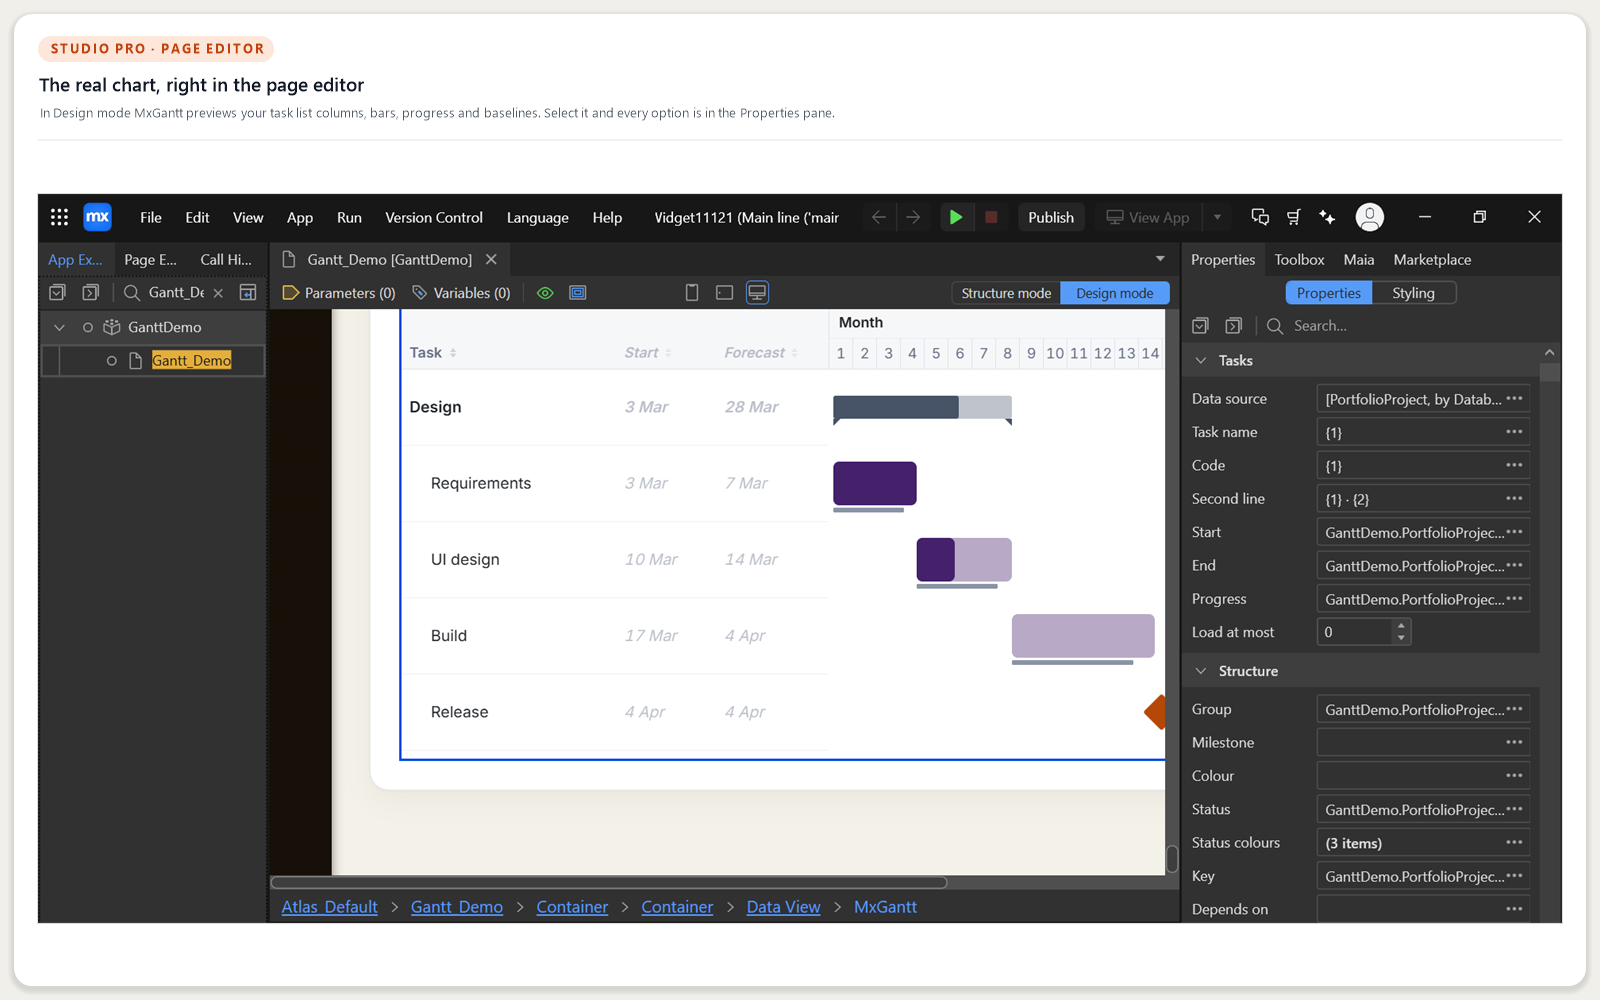 STUDIO PRO · PAGE EDITOR
The real chart, right in the page editor
In Design mode MxGantt previews your task list columns, bars, progress and baselines. Select it and every option is in the Properties pane.
mx File Edit View App Run Version Control Language Help Vidget11121 (Main line ('mair Publish View App
App Ex... Page E... Call Hi... Gantt_Demo [GanttDemo] Properties Toolbox Maia Marketplace
Gantt_De Parameters (0) Variables (0) Structure mode Design mode Properties Styling
Search...
GanttDemo
Gantt_Demo
Month
Task Start Forecast 1 2 3 4 5 6 7 8 9 10 11 12 13 14
Design 3 Mar 28 Mar
Requirements 3 Mar 7 Mar
UI design 10 Mar 14 Mar
Build 17 Mar 4 Apr
Release 4 Apr 4 Apr
Tasks
Data source [PortfolioProject, by Datab... ...
Task name {1} ...
Code {1} ...
Second line {1} · {2} ...
Start GanttDemo.PortfolioProjec... ...
End GanttDemo.PortfolioProjec... ...
Progress GanttDemo.PortfolioProjec... ...
Load at most 0
Structure
Group GanttDemo.PortfolioProjec... ...
Milestone ...
Colour ...
Status GanttDemo.PortfolioProjec... ...
Status colours (3 items) ...
Key GanttDemo.PortfolioProjec... ...
Depends on ...
Atlas_Default > Gantt_Demo > Container > Container > Data View > MxGantt